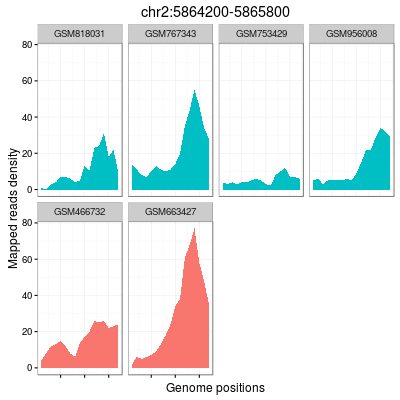 chr2:5864200-5865800
GSM818031 GSM767343 GSM753429 GSM956008
80
60
40
20
0
Mapped reads density
GSM466732 GSM663427
80
60
40
20
0
Genome positions